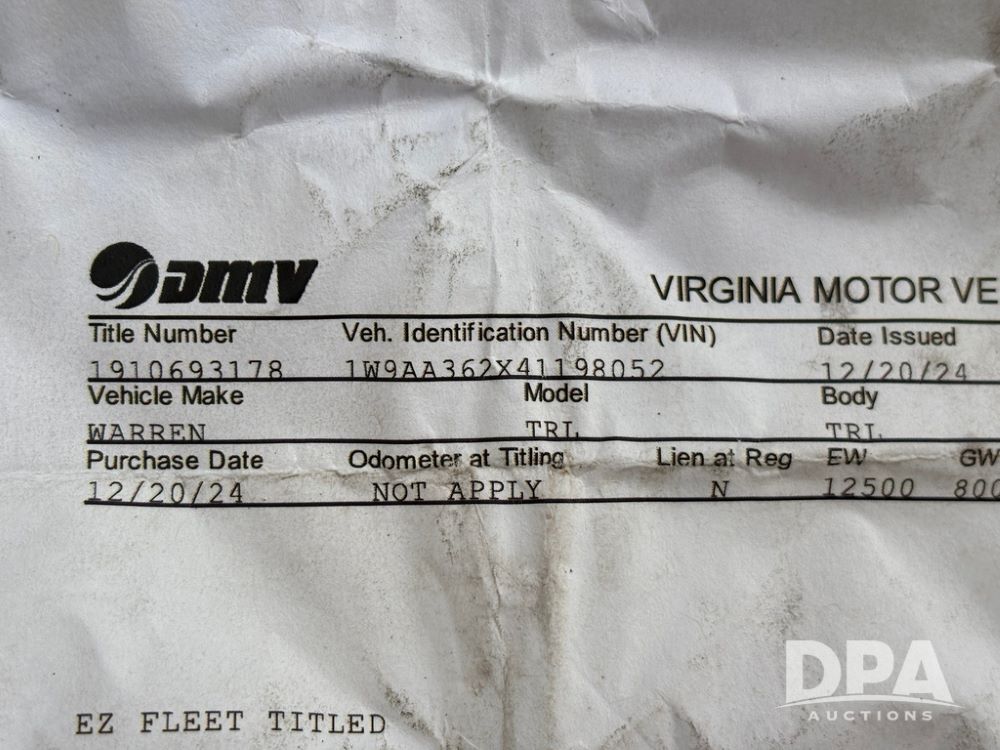 DMV
VIRGINIA MOTOR VE
Title Number Veh. Identification Number (VIN) Date Issued
1910693178 1W9AA362X41198052 12/20/24
Vehicle Make Model Body
WARREN TRL TRL
Purchase Date Odometer at Titling Lien at Reg EW GW
12/20/24 NOT APPLY N 12500 800
EZ FLEET TITLED
DPA
AUCTIONS